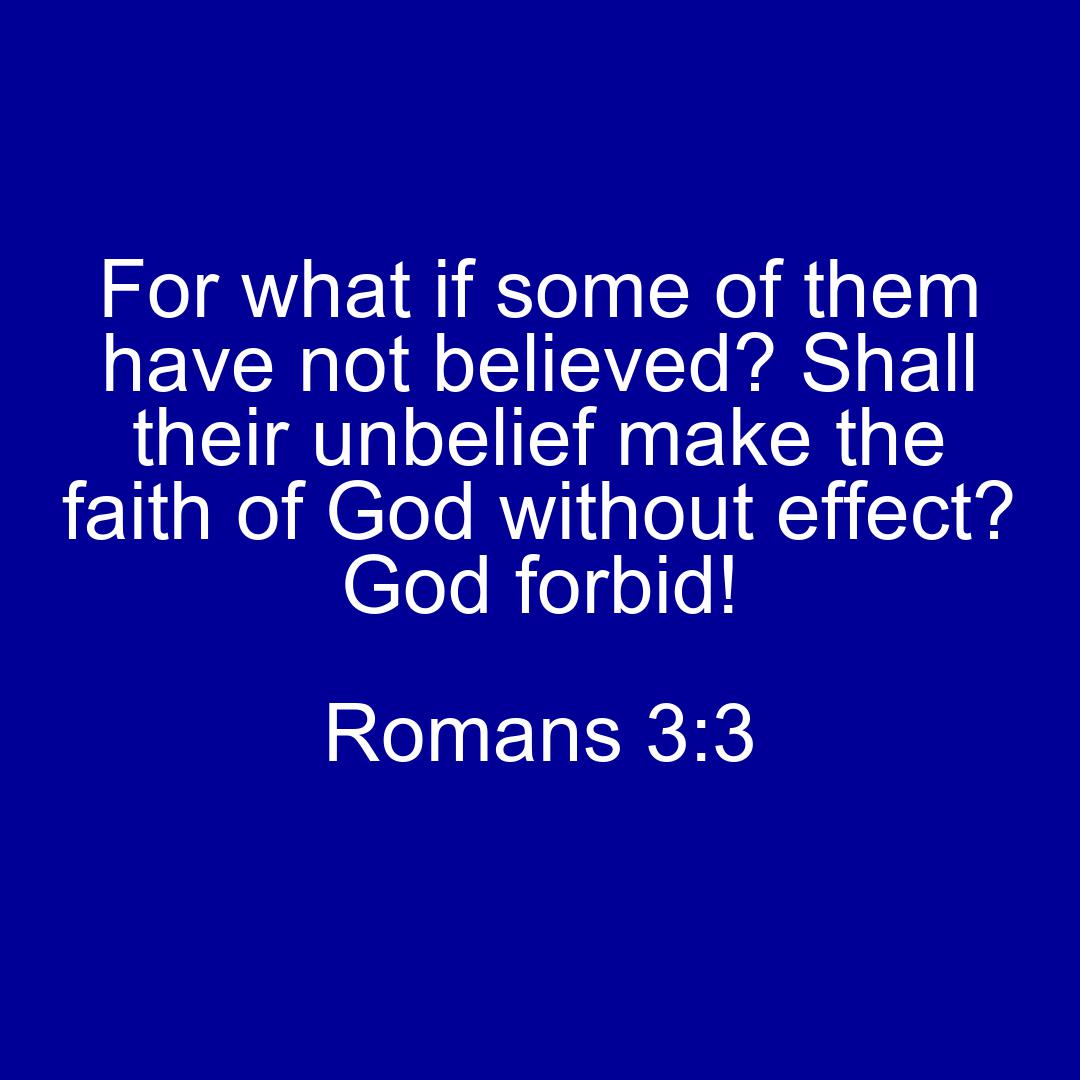 For what if some of them
have not believed? Shall
their unbelief make the
faith of God without effect?
God forbid!
Romans 3:3